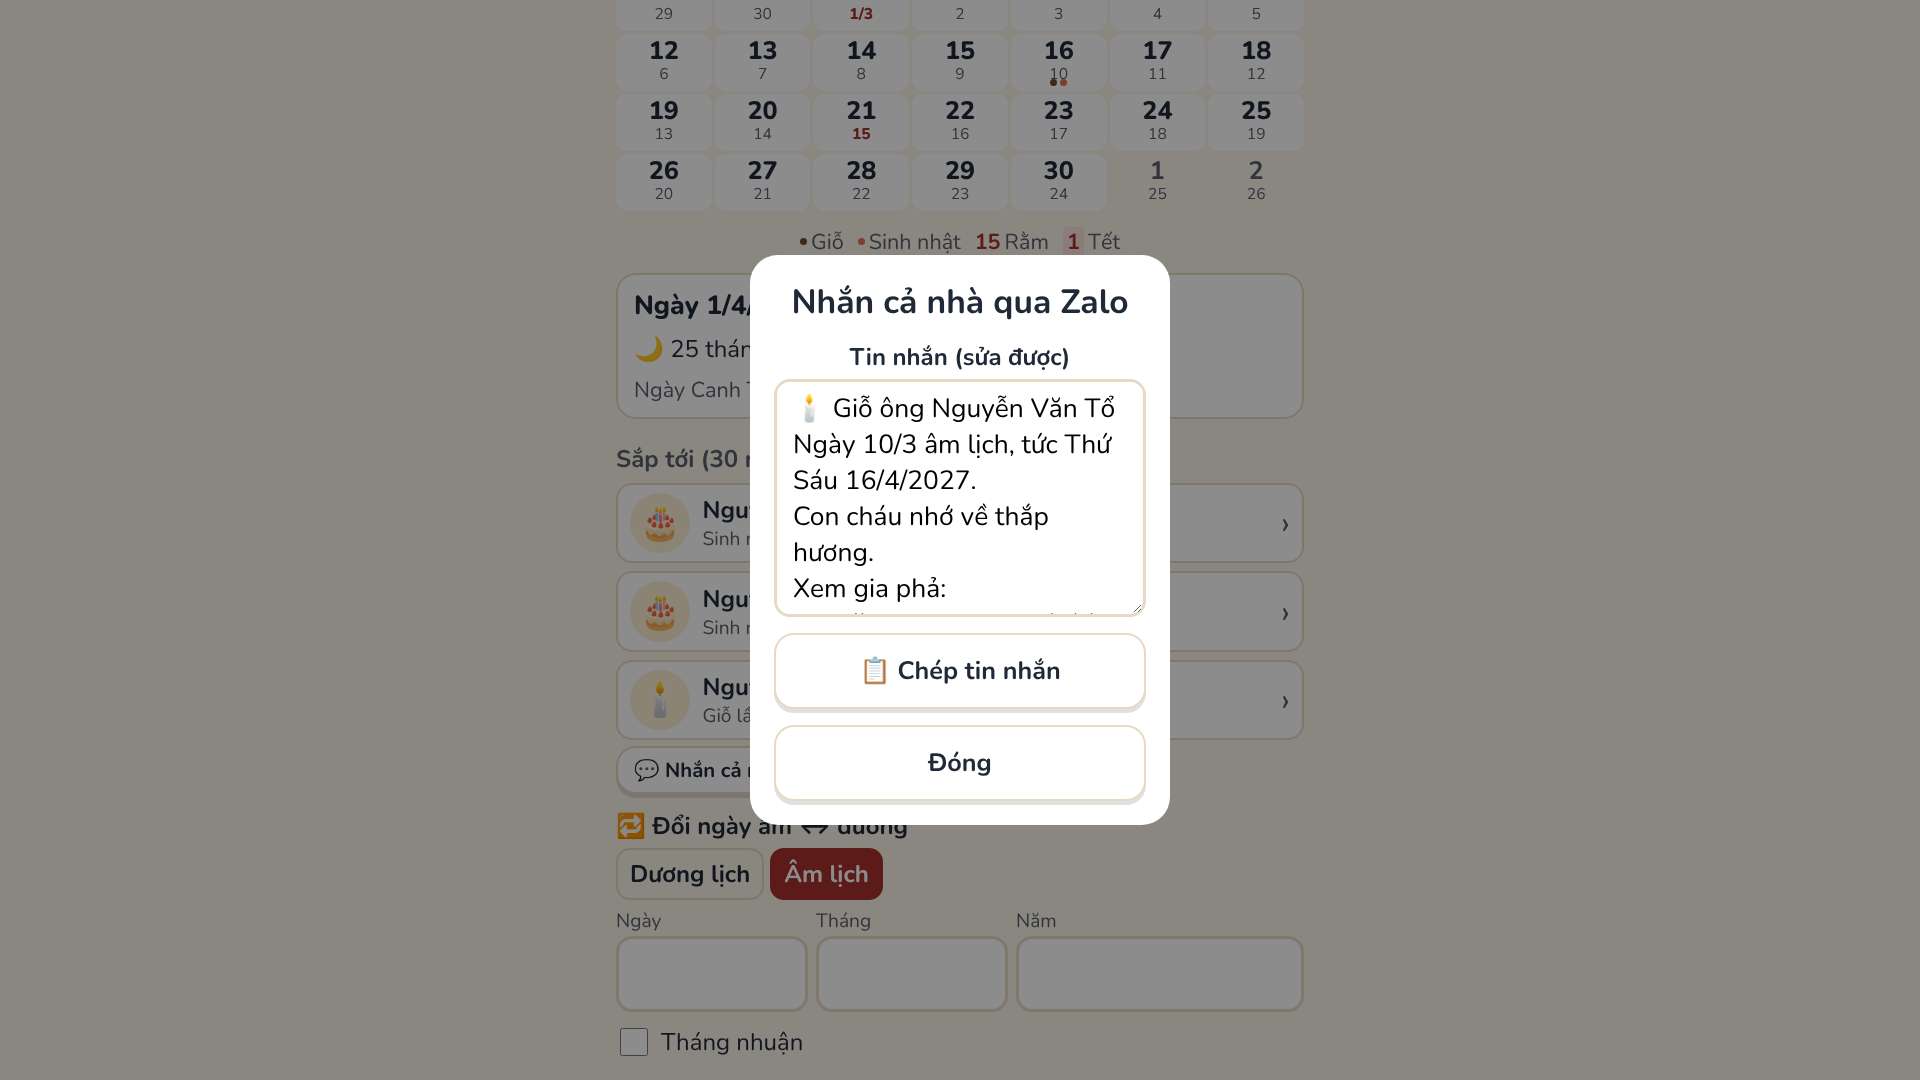 29 30 1/3 2 3 4 5
12 13 14 15 16 17 18
6 7 8 9 10 11 12
19 20 21 22 23 24 25
13 14 15 16 17 18 19
26 27 28 29 30 1 2
20 21 22 23 24 25 26
Giỗ Sinh nhật 15 Rằm 1 Tết
Ngày 1/4/
25 thán
Ngày Canh
Sắp tới (30
Sinh
Sinh
Giỗ
Nhắn cả
Nhắn cả nhà qua Zalo
Tin nhắn (sửa được)
Giỗ ông Nguyễn Văn Tổ
Ngày 10/3 âm lịch, tức Thứ
Sáu 16/4/2027.
Con cháu nhớ về thắp
hương.
Xem gia phả:
Chép tin nhắn
Đóng
Đổi ngày âm ↔ dương
Dương lịch Âm lịch
Ngày Tháng Năm
Tháng nhuận